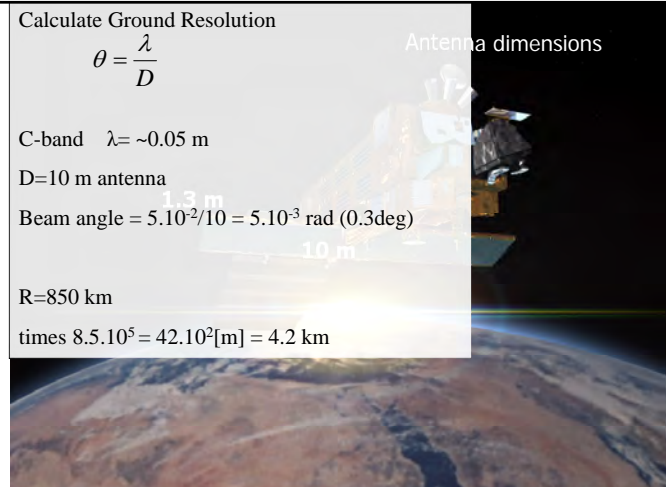 Calculate Ground Resolution
Antenna dimensions
θ = λ/D
C-band λ= ~0.05 m
D=10 m antenna
1.3 m
Beam angle = 5.10⁻²/10 = 5.10⁻³ rad (0.3deg)
10 m
R=850 km
times 8.5.10⁵ = 42.10²[m] = 4.2 km